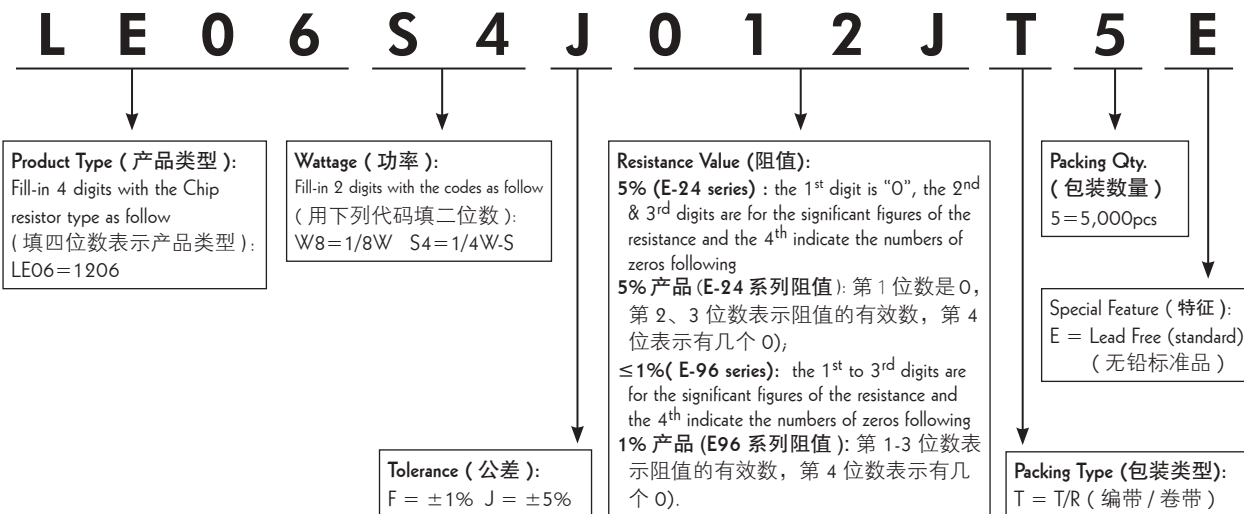 L E 0 6 S 4 J 0 1 2 J T 5 E
Product Type ( 产品类型 ):
Fill-in 4 digits with the Chip
resistor type as follow
( 填四位数表示产品类型 ):
LE06=1206
Wattage ( 功率 ):
Fill-in 2 digits with the codes as follow
( 用下列代码填二位数 ):
W8=1/8W S4=1/4W-S
Tolerance ( 公差 ):
F = ±1% J = ±5%
Resistance Value (阻值):
5% (E-24 series) : the 1st digit is "0", the 2nd
& 3rd digits are for the significant figures of the
resistance and the 4th indicate the numbers of
zeros following
5% 产品 (E-24 系列阻值): 第 1 位数是 0,
第 2、3 位数表示阻值的有效数，第 4
位表示有几个 0);
≤1%( E-96 series): the 1st to 3rd digits are
for the significant figures of the resistance and
the 4th indicate the numbers of zeros following
1% 产品 (E96 系列阻值 ): 第 1-3 位数表
示阻值的有效数，第 4 位数表示有几
个 0).
Packing Type (包装类型):
T = T/R ( 编带 / 卷带 )
Packing Qty.
( 包装数量 )
5=5,000pcs
Special Feature ( 特征 ):
E = Lead Free (standard)
( 无铅标准品 )